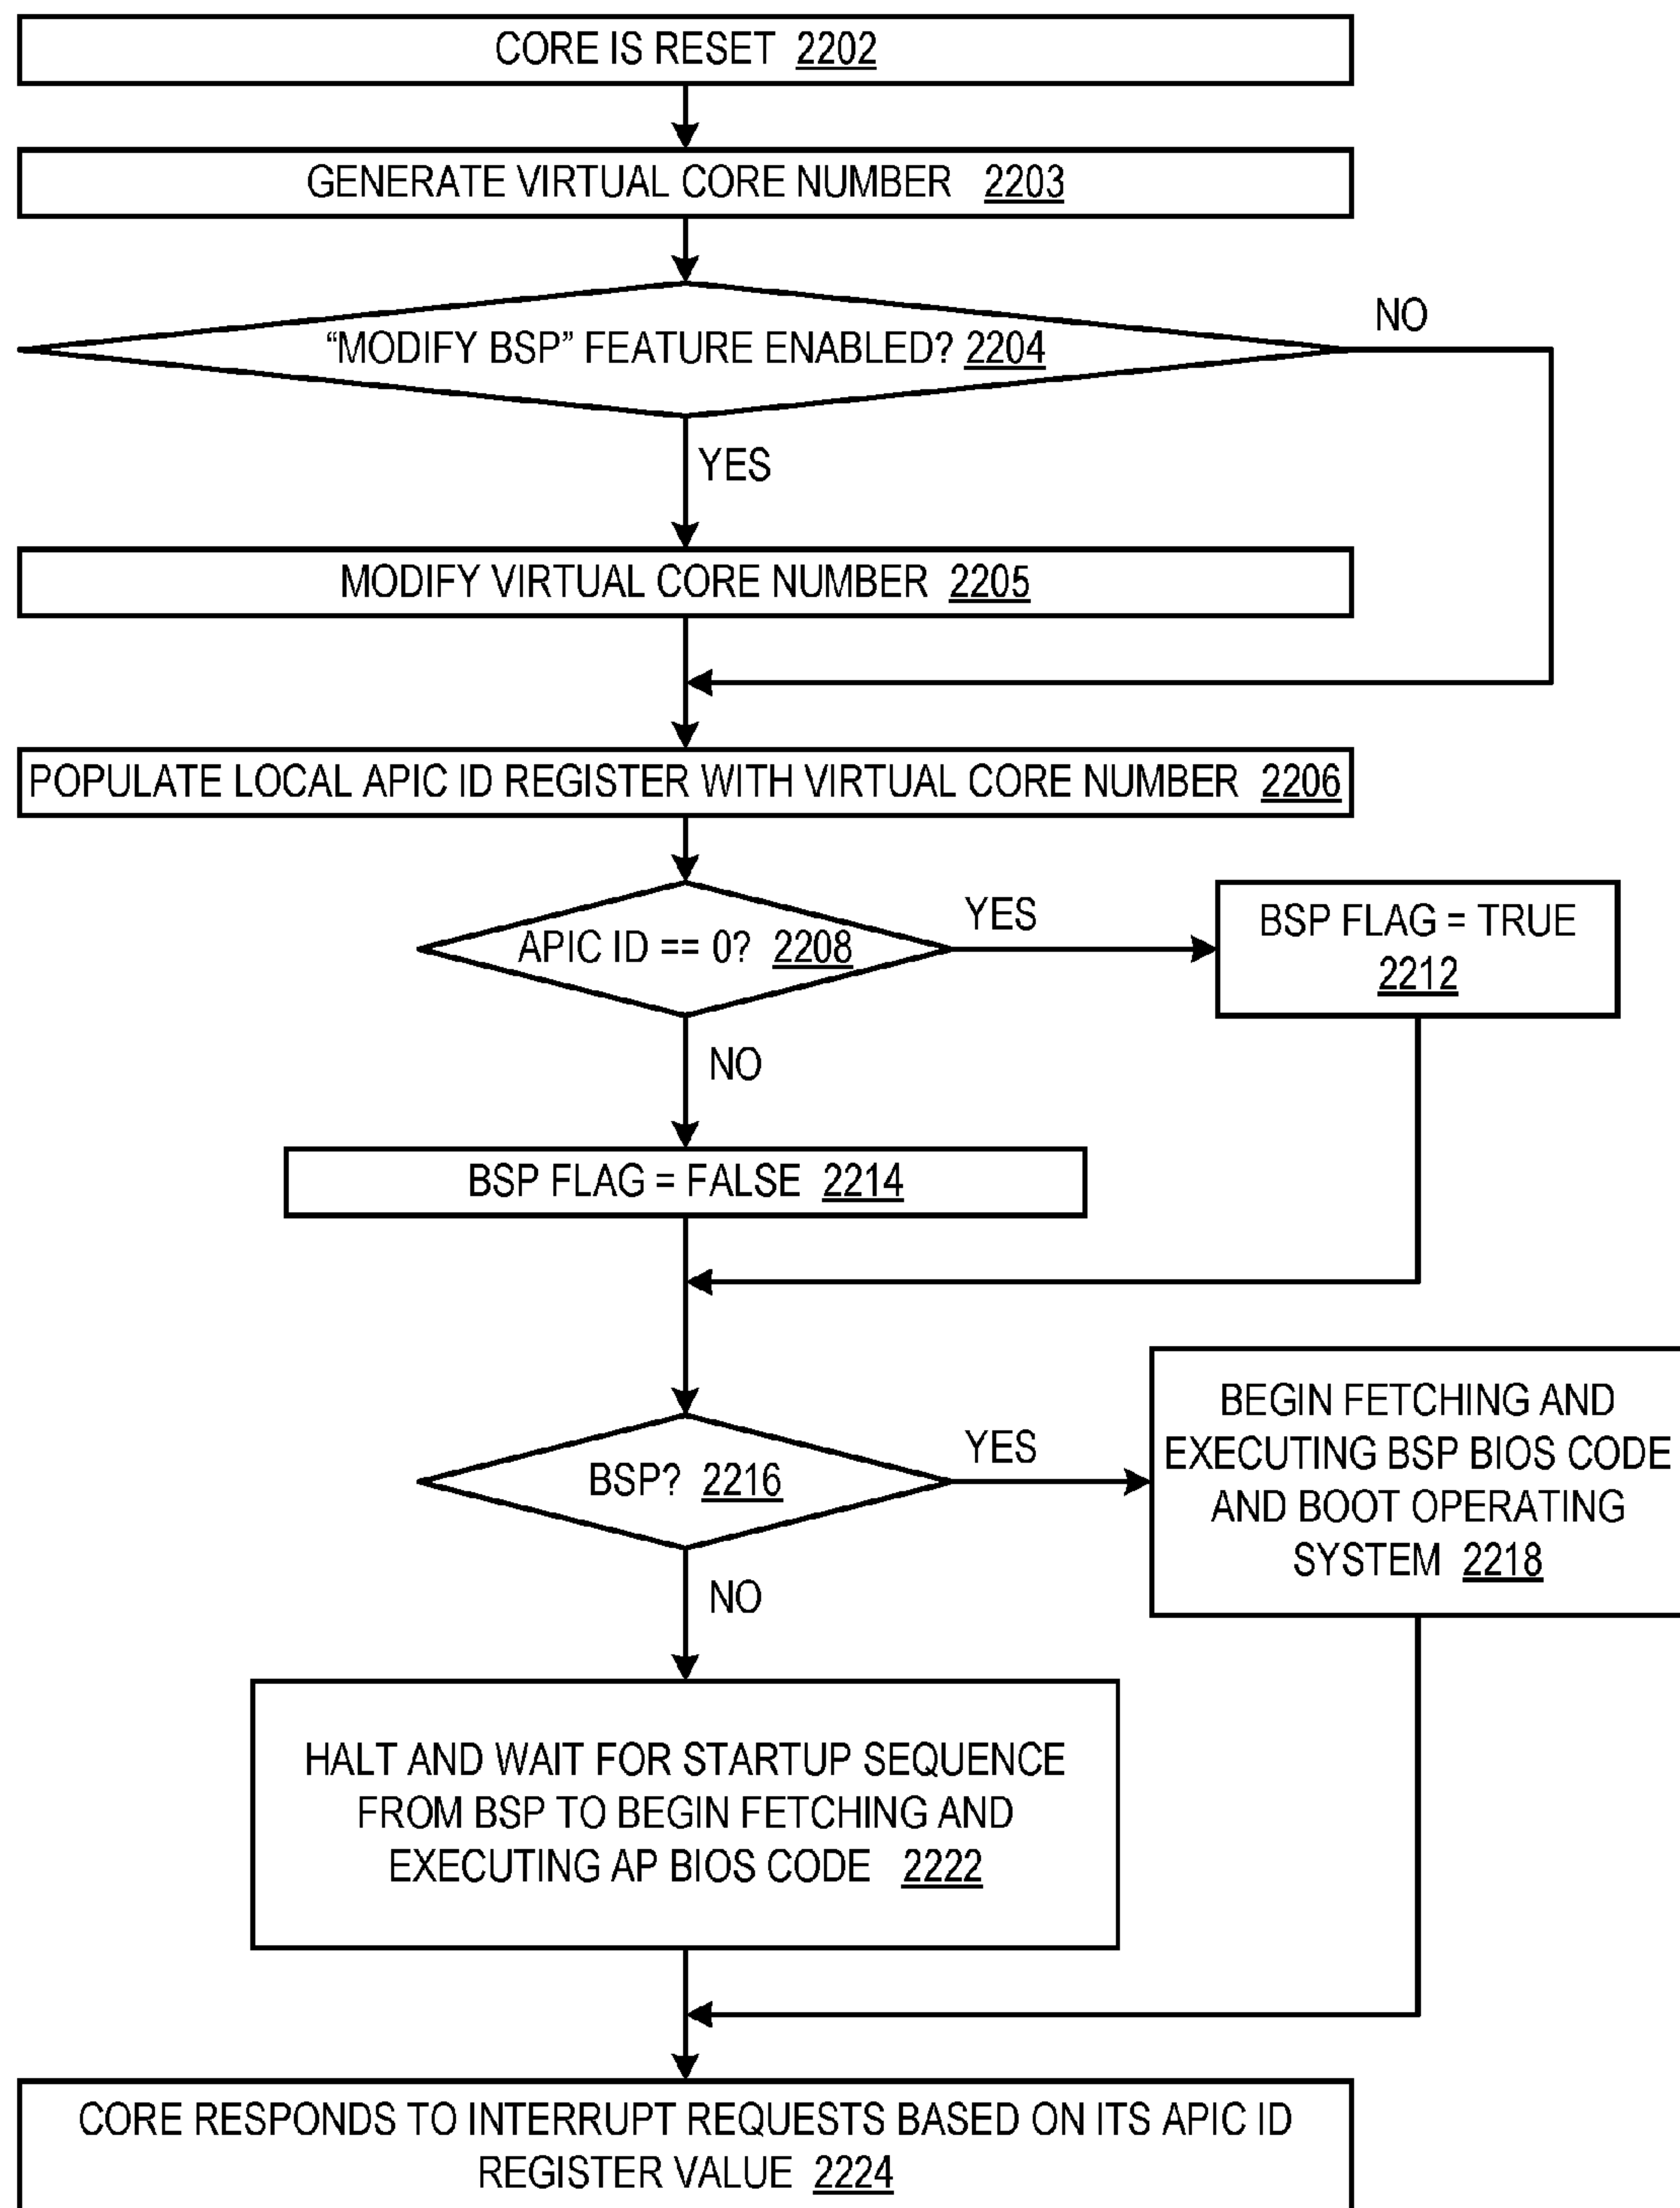 CORE IS RESET 2202
GENERATE VIRTUAL CORE NUMBER 2203
“MODIFY BSP” FEATURE ENABLED? 2204
NO
YES
MODIFY VIRTUAL CORE NUMBER 2205
POPULATE LOCAL APIC ID REGISTER WITH VIRTUAL CORE NUMBER 2206
APIC ID == 0? 2208
YES
BSP FLAG = TRUE
2212
NO
BSP FLAG = FALSE 2214
BSP? 2216
YES
BEGIN FETCHING AND
EXECUTING BSP BIOS CODE
AND BOOT OPERATING
SYSTEM 2218
NO
HALT AND WAIT FOR STARTUP SEQUENCE
FROM BSP TO BEGIN FETCHING AND
EXECUTING AP BIOS CODE 2222
CORE RESPONDS TO INTERRUPT REQUESTS BASED ON ITS APIC ID
REGISTER VALUE 2224